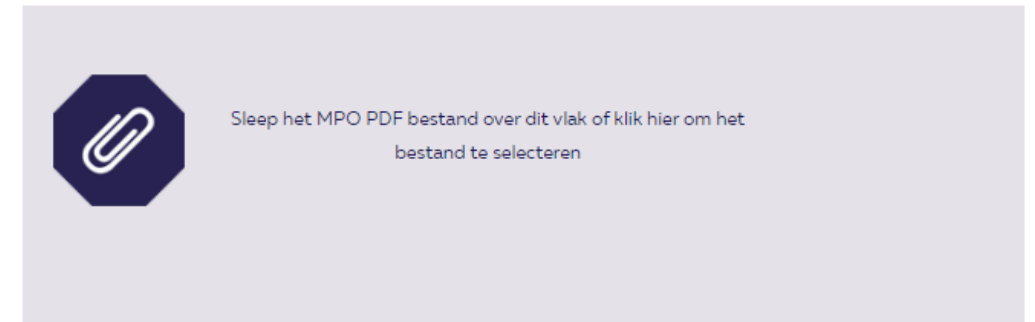 Sleep het MPO PDF bestand over dit vlak of klik hier om het
bestand te selecteren